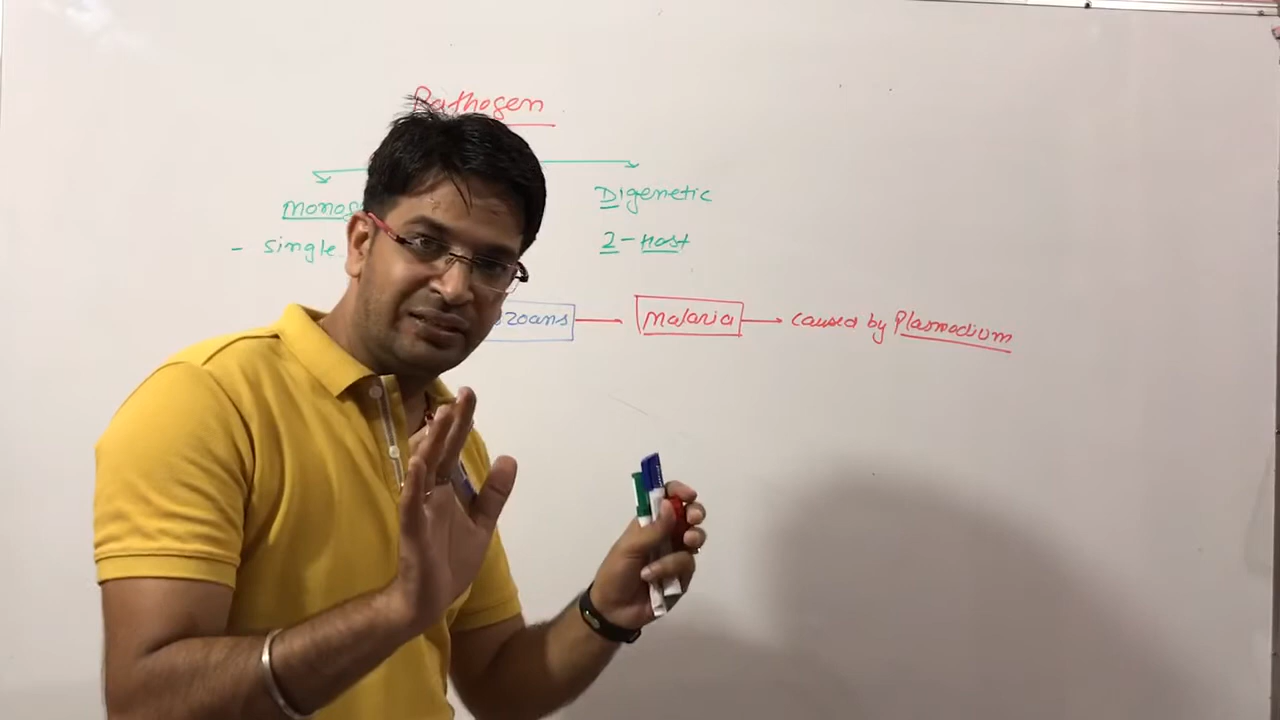 Pathogen
Digenetic
- single
2-Host
malaria
caused by Plasmodium